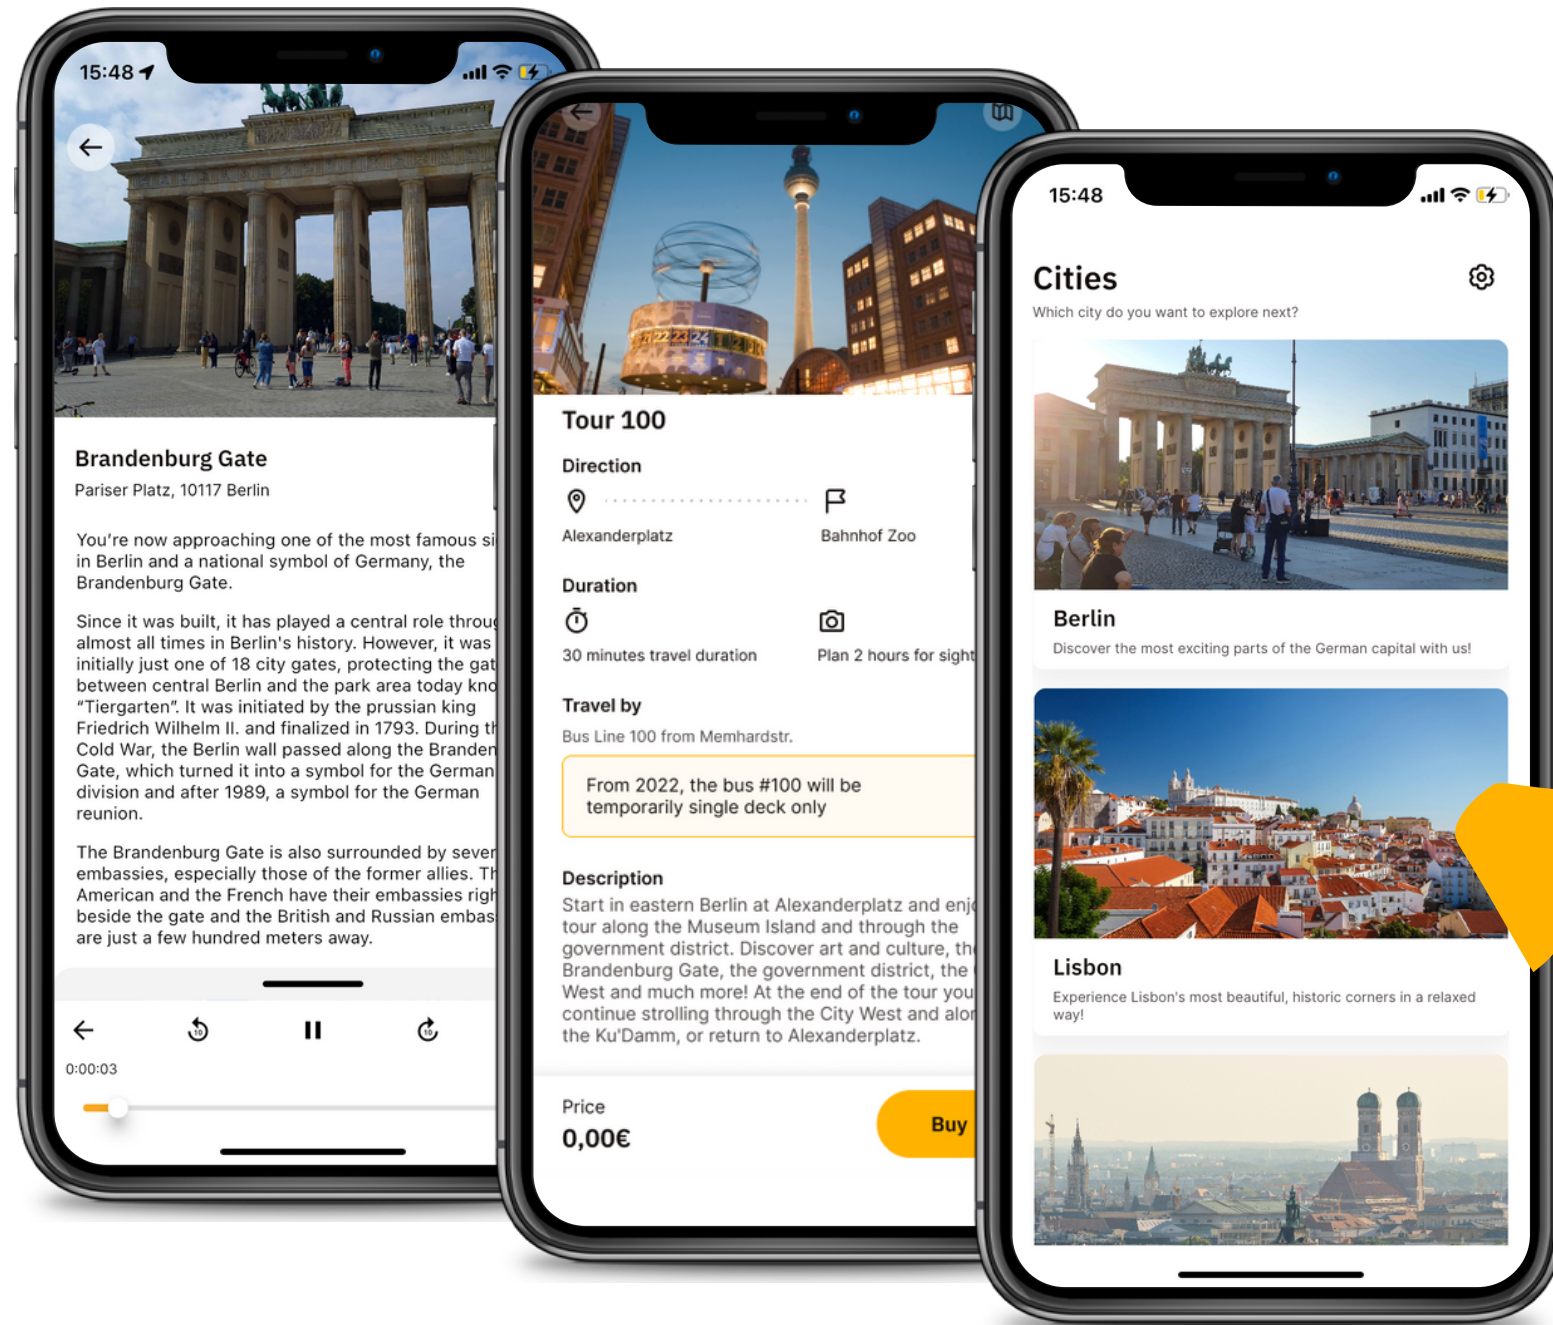 15:48
Brandenburg Gate
Pariser Platz, 10117 Berlin
You're now approaching one of the most famous si
in Berlin and a national symbol of Germany, the
Brandenburg Gate.
Since it was built, it has played a central role throug
almost all times in Berlin's history. However, it was
initially just one of 18 city gates, protecting the gat
between central Berlin and the park area today kno
“Tiergarten”. It was initiated by the prussian king
Friedrich Wilhelm II. and finalized in 1793. During th
Cold War, the Berlin wall passed along the Branden
Gate, which turned it into a symbol for the German
division and after 1989, a symbol for the German
reunion.
The Brandenburg Gate is also surrounded by sever
embassies, especially those of the former allies. Th
American and the French have their embassies righ
beside the gate and the British and Russian embas
are just a few hundred meters away.
10
10
0:00:03
21 22 23 24 1 2
Tour 100
Direction
Alexanderplatz
Bahnhof Zoo
Duration
30 minutes travel duration
Plan 2 hours for sight
Travel by
Bus Line 100 from Memhardstr.
From 2022, the bus #100 will be
temporarily single deck only
Description
Start in eastern Berlin at Alexanderplatz and enjo
tour along the Museum Island and through the
government district. Discover art and culture, the
Brandenburg Gate, the government district, the
West and much more! At the end of the tour you
continue strolling through the City West and alon
the Ku'Damm, or return to Alexanderplatz.
Price
0,00€
Buy
15:48
Cities
Which city do you want to explore next?
Berlin
Discover the most exciting parts of the German capital with us!
Lisbon
Experience Lisbon's most beautiful, historic corners in a relaxed
way!